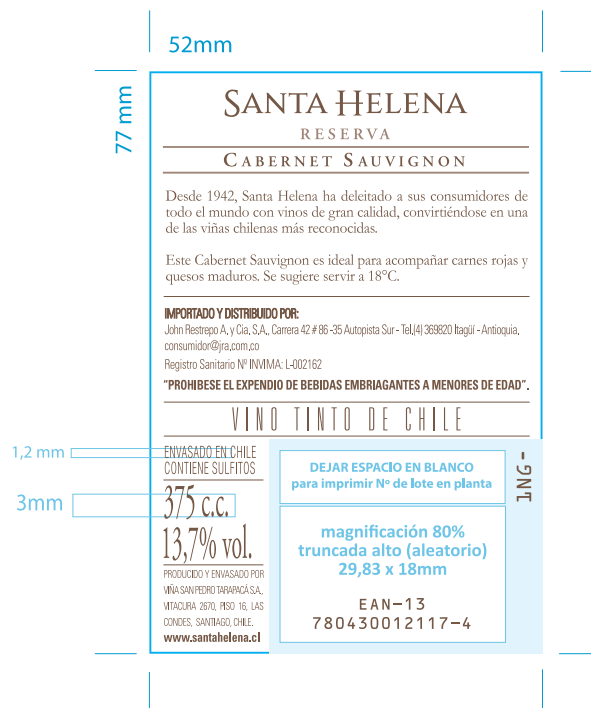 52mm
77 mm
SANTA HELENA
RESERVA
CABERNET SAUVIGNON
Desde 1942, Santa Helena ha deleitado a sus consumidores de
todo el mundo con vinos de gran calidad, convirtiéndose en una
de las viñas chilenas más reconocidas.
Este Cabernet Sauvignon es ideal para acompañar carnes rojas y
quesos maduros. Se sugiere servir a 18°C.
IMPORTADO Y DISTRIBUIDO POR:
John Restrepo A. y Cia, S.A., Carrera 42 # 86 -35 Autopista Sur - Tel.(4) 369820 Itagüí - Antioquia,
consumidor@jra.com.co
Registro Sanitario Nº INVIMA: L-002162
"PROHIBESE EL EXPENDIO DE BEBIDAS EMBRIAGANTES A MENORES DE EDAD".
VINO TINTO DE CHILE
1,2 mm
ENVASADO EN CHILE
CONTIENE SULFITOS
3mm
375 c.c.
13,7% vol.
PRODUCIDO Y ENVASADO POR
VIÑA SAN PEDRO TARAPACÁ S.A.,
VITACURA 2670, PISO 16, LAS
CONDES, SANTIAGO, CHILE.
www.santahelena.cl
DEJAR ESPACIO EN BLANCO
para imprimir Nº de lote en planta
1NG-
magnificación 80%
truncada alto (aleatorio)
29,83 x 18mm
EAN-13
780430012117-4